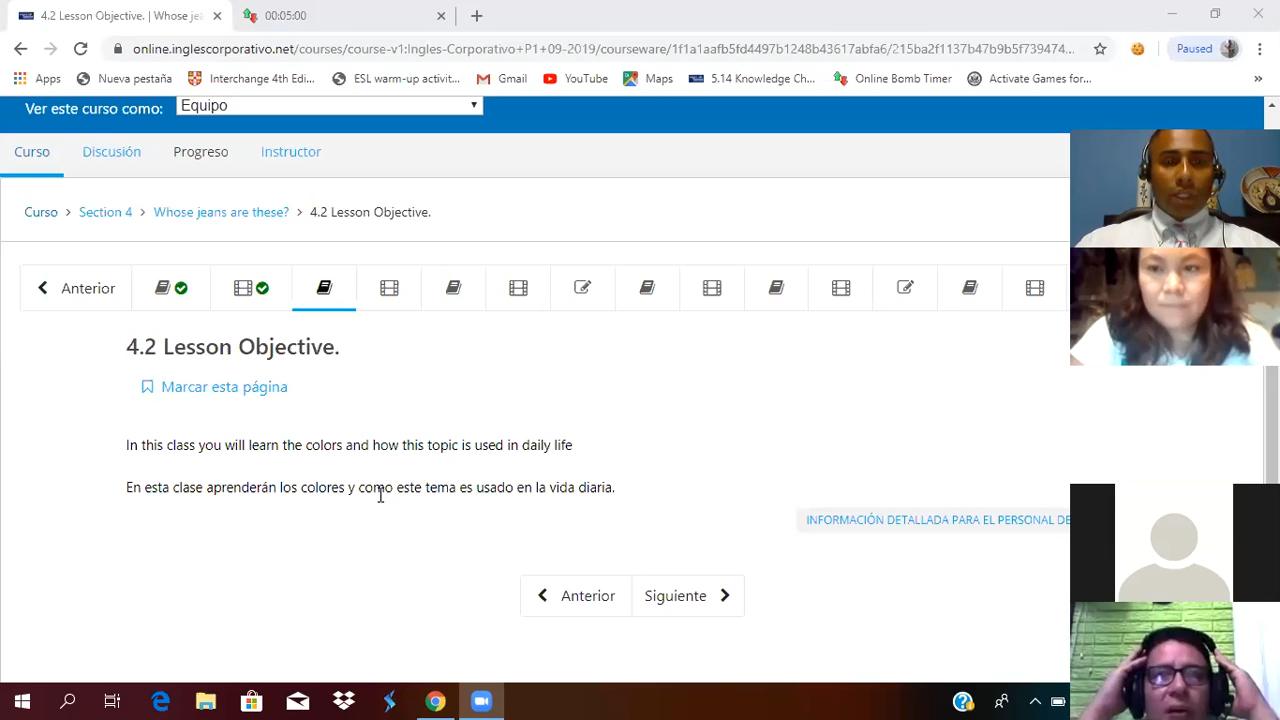 4.2 Lesson Objective. | Whose je
00:05:00
online.inglescorporativo.net/courses/course-v1:Ingles-Corporativo+P1+09-2019/courseware/1f1a1aafb5fd4497b1248b43617abfa6/215ba2f1137b47b9b5f739474...
Paused
Apps
Nueva pestaña
Interchange 4th Edi...
ESL warm-up activit...
Gmail
YouTube
Maps
5.14 Knowledge Ch...
Online Bomb Timer
Activate Games for...
Ver este curso como:
Equipo
Curso
Discusión
Progreso
Instructor
Curso > Section 4 > Whose jeans are these? > 4.2 Lesson Objective.
Anterior
4.2 Lesson Objective.
Marcar esta página
In this class you will learn the colors and how this topic is used in daily life
En esta clase aprenderán los colores y como este tema es usado en la vida diaria.
INFORMACIÓN DETALLADA PARA EL PERSONAL DE
Anterior
Siguiente